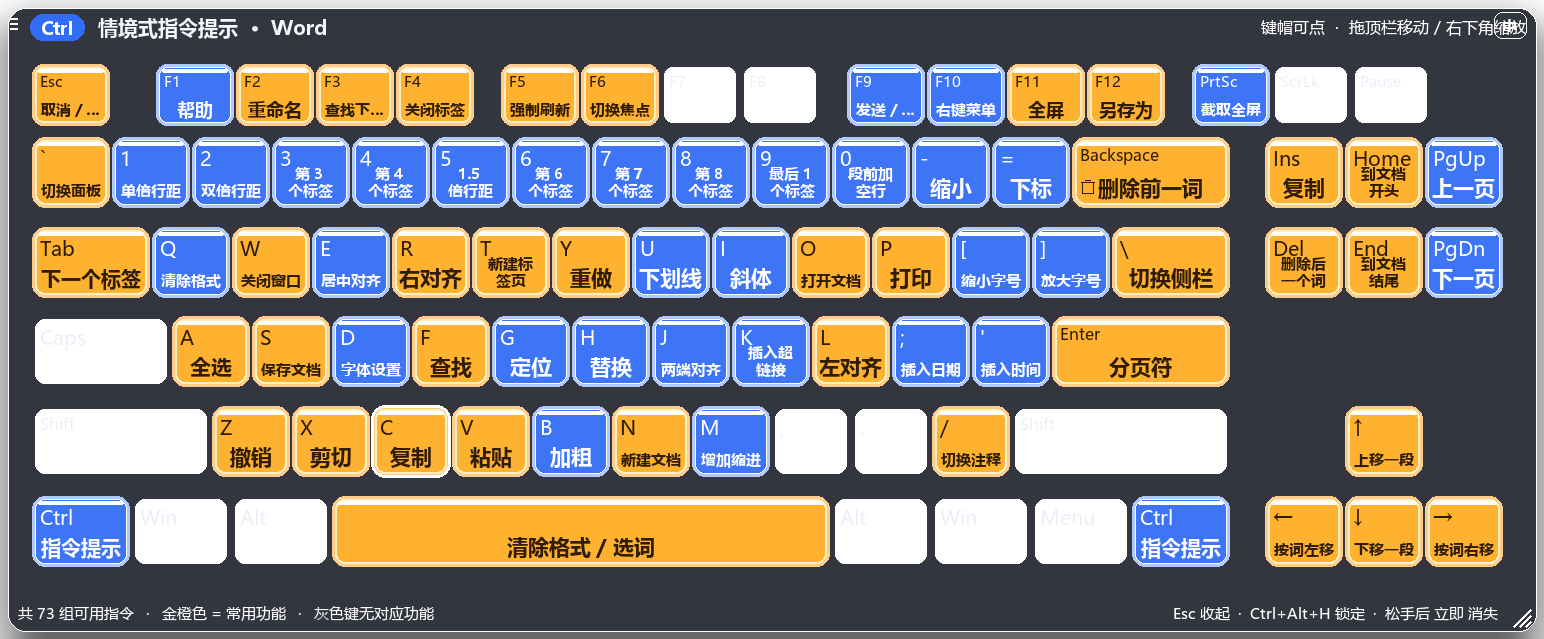 Ctrl 情境式指令提示 • Word
键帽可点 · 拖顶栏移动 / 右下角缩放
Esc
取消 / ...
F1
帮助
F2
重命名
F3
查找下...
F4
关闭标签
F5
强制刷新
F6
切换焦点
F7
F8
F9
发送 / ...
F10
右键菜单
F11
全屏
F12
另存为
PrtSc
截取全屏
ScrLk
Pause
`
切换面板
1
单倍行距
2
双倍行距
3
第 3
个标签
4
第 4
个标签
5
1.5
倍行距
6
第 6
个标签
7
第 7
个标签
8
第 8
个标签
9
最后 1
个标签
0
段前加
空行
-
缩小
=
下标
Backspace
删除前一词
Ins
复制
Home
到文档
开头
PgUp
上一页
Tab
下一个标签
Q
清除格式
W
关闭窗口
E
居中对齐
R
右对齐
T
新建标
签页
Y
重做
U
下划线
I
斜体
O
打开文档
P
打印
[
缩小字号
]
放大字号
\
切换侧栏
Del
删除后
一个词
End
到文档
结尾
PgDn
下一页
Caps
A
全选
S
保存文档
D
字体设置
F
查找
G
定位
H
替换
J
两端对齐
K
插入超
链接
L
左对齐
;
插入日期
'
插入时间
Enter
分页符
Shift
Z
撤销
X
剪切
C
复制
V
粘贴
B
加粗
N
新建文档
M
增加缩进
,
.
/
切换注释
Shift
↑
上移一段
Ctrl
指令提示
Win
Alt
清除格式 / 选词
Alt
Win
Menu
Ctrl
指令提示
←
按词左移
↓
下移一段
→
按词右移
共 73 组可用指令 · 金橙色 = 常用功能 · 灰色键无对应功能
Esc 收起 · Ctrl+Alt+H 锁定 · 松手后 立即 消失